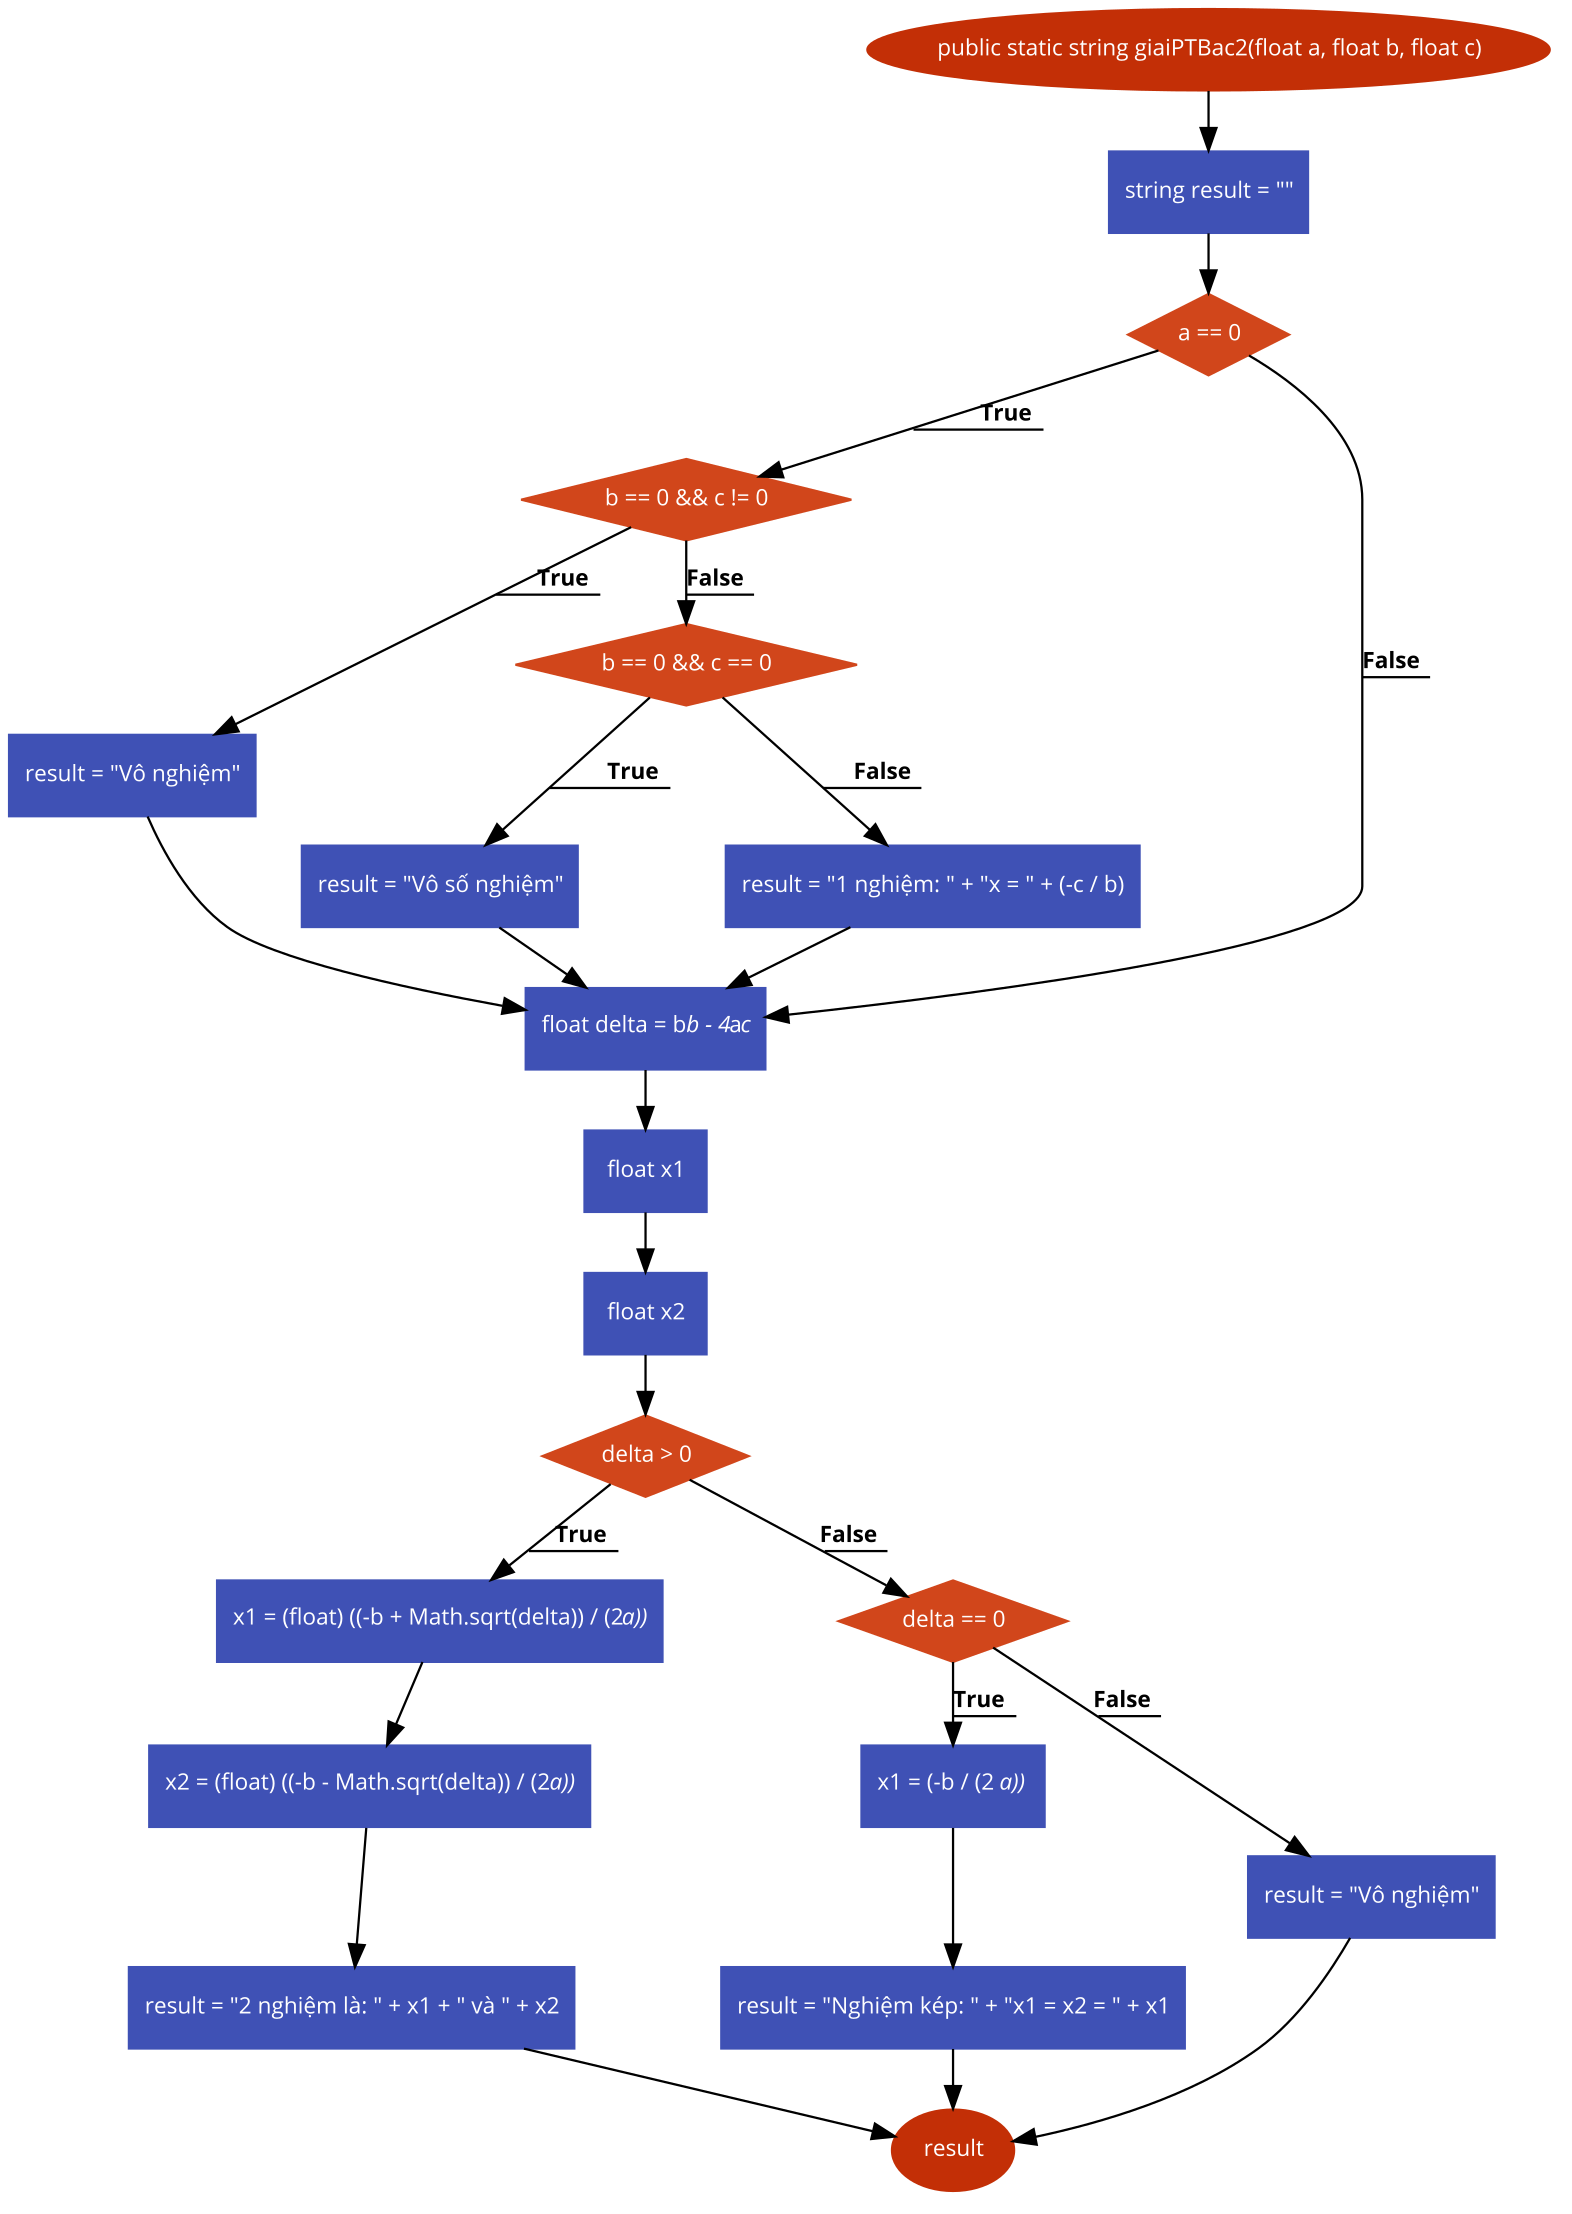 public static string giaiPTBac2(float a, float b, float c)
string result = ""
a == 0
True
b == 0 && c != 0
True
False
b == 0 && c == 0
False
result = "Vô nghiệm"
True
False
result = "Vô số nghiệm"
result = "1 nghiệm: " + "x = " + (-c / b)
float delta = bb - 4ac
float x1
float x2
delta > 0
True
False
x1 = (float) ((-b + Math.sqrt(delta)) / (2a))
delta == 0
True
False
x2 = (float) ((-b - Math.sqrt(delta)) / (2a))
x1 = (-b / (2 a))
result = "Vô nghiệm"
result = "2 nghiệm là: " + x1 + " và " + x2
result = "Nghiệm kép: " + "x1 = x2 = " + x1
result